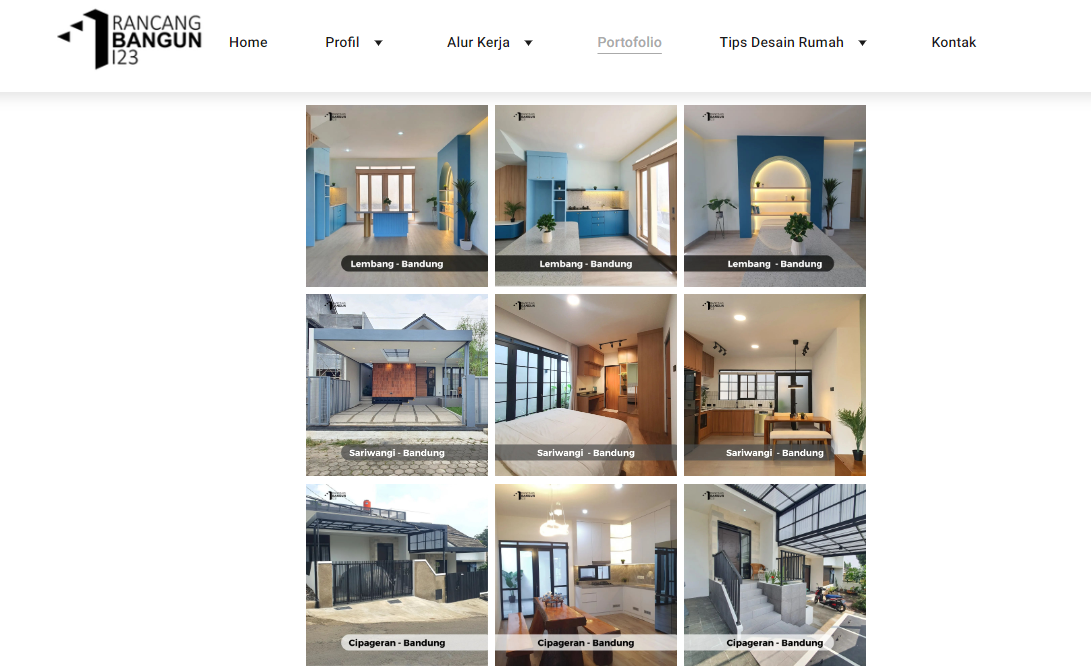 RANCANG
BANGUN
123
Home
Profil
Alur Kerja
Portofolio
Tips Desain Rumah
Kontak
Lembang - Bandung
Lembang - Bandung
Lembang - Bandung
Sariwangi - Bandung
Sariwangi - Bandung
Sariwangi - Bandung
Cipageran - Bandung
Cipageran - Bandung
Cipageran - Bandung